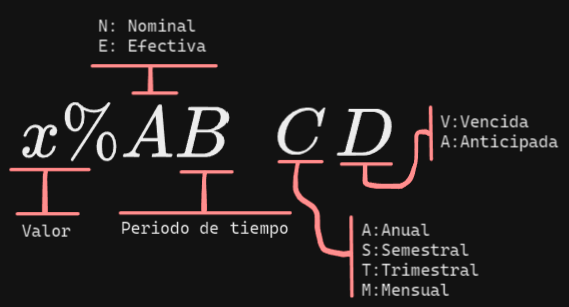 N: Nominal
E: Efectiva
x%AB C D
V:Vencida
A:Anticipada
Valor
Periodo de tiempo
A:Anual
S:Semestral
T:Trimestral
M:Mensual